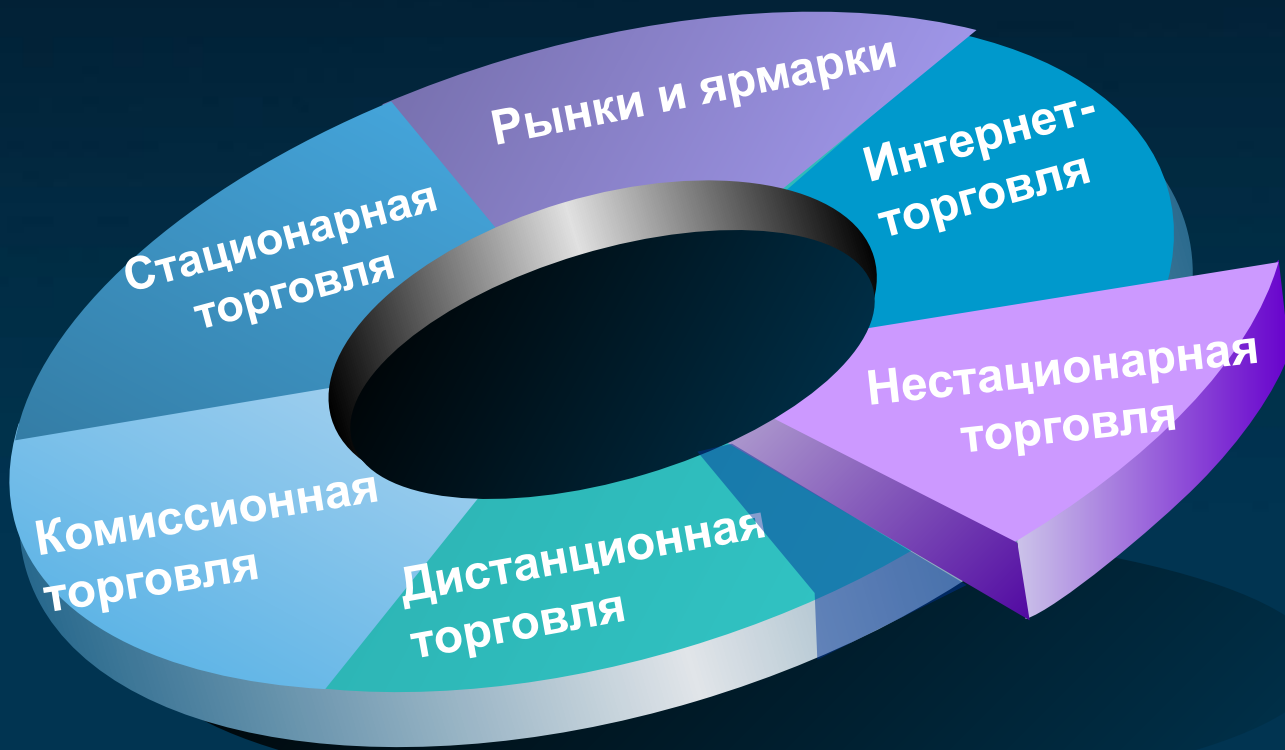 Рынки и ярмарки
Интернет-
торговля
Стационарная
торговля
Нестационарная
торговля
Комиссионная
торговля
Дистанционная
торговля